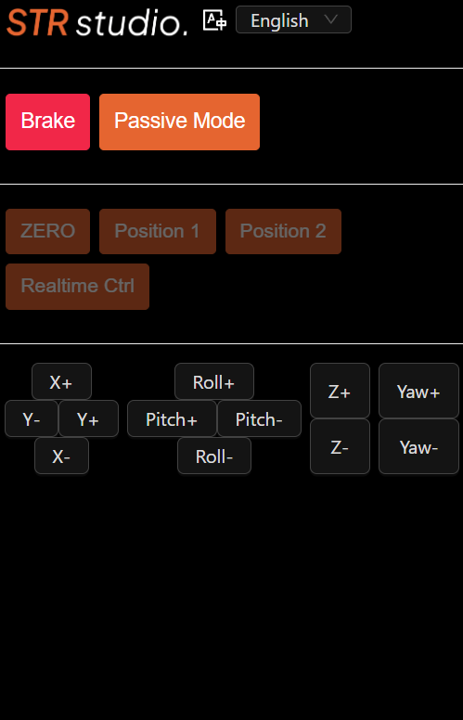 STR studio. A English
Brake Passive Mode
ZERO Position 1 Position 2
Realtime Ctrl
X+
Y- Y+
X-
Roll+
Pitch+ Pitch-
Roll-
Z+ Yaw+
Z- Yaw-